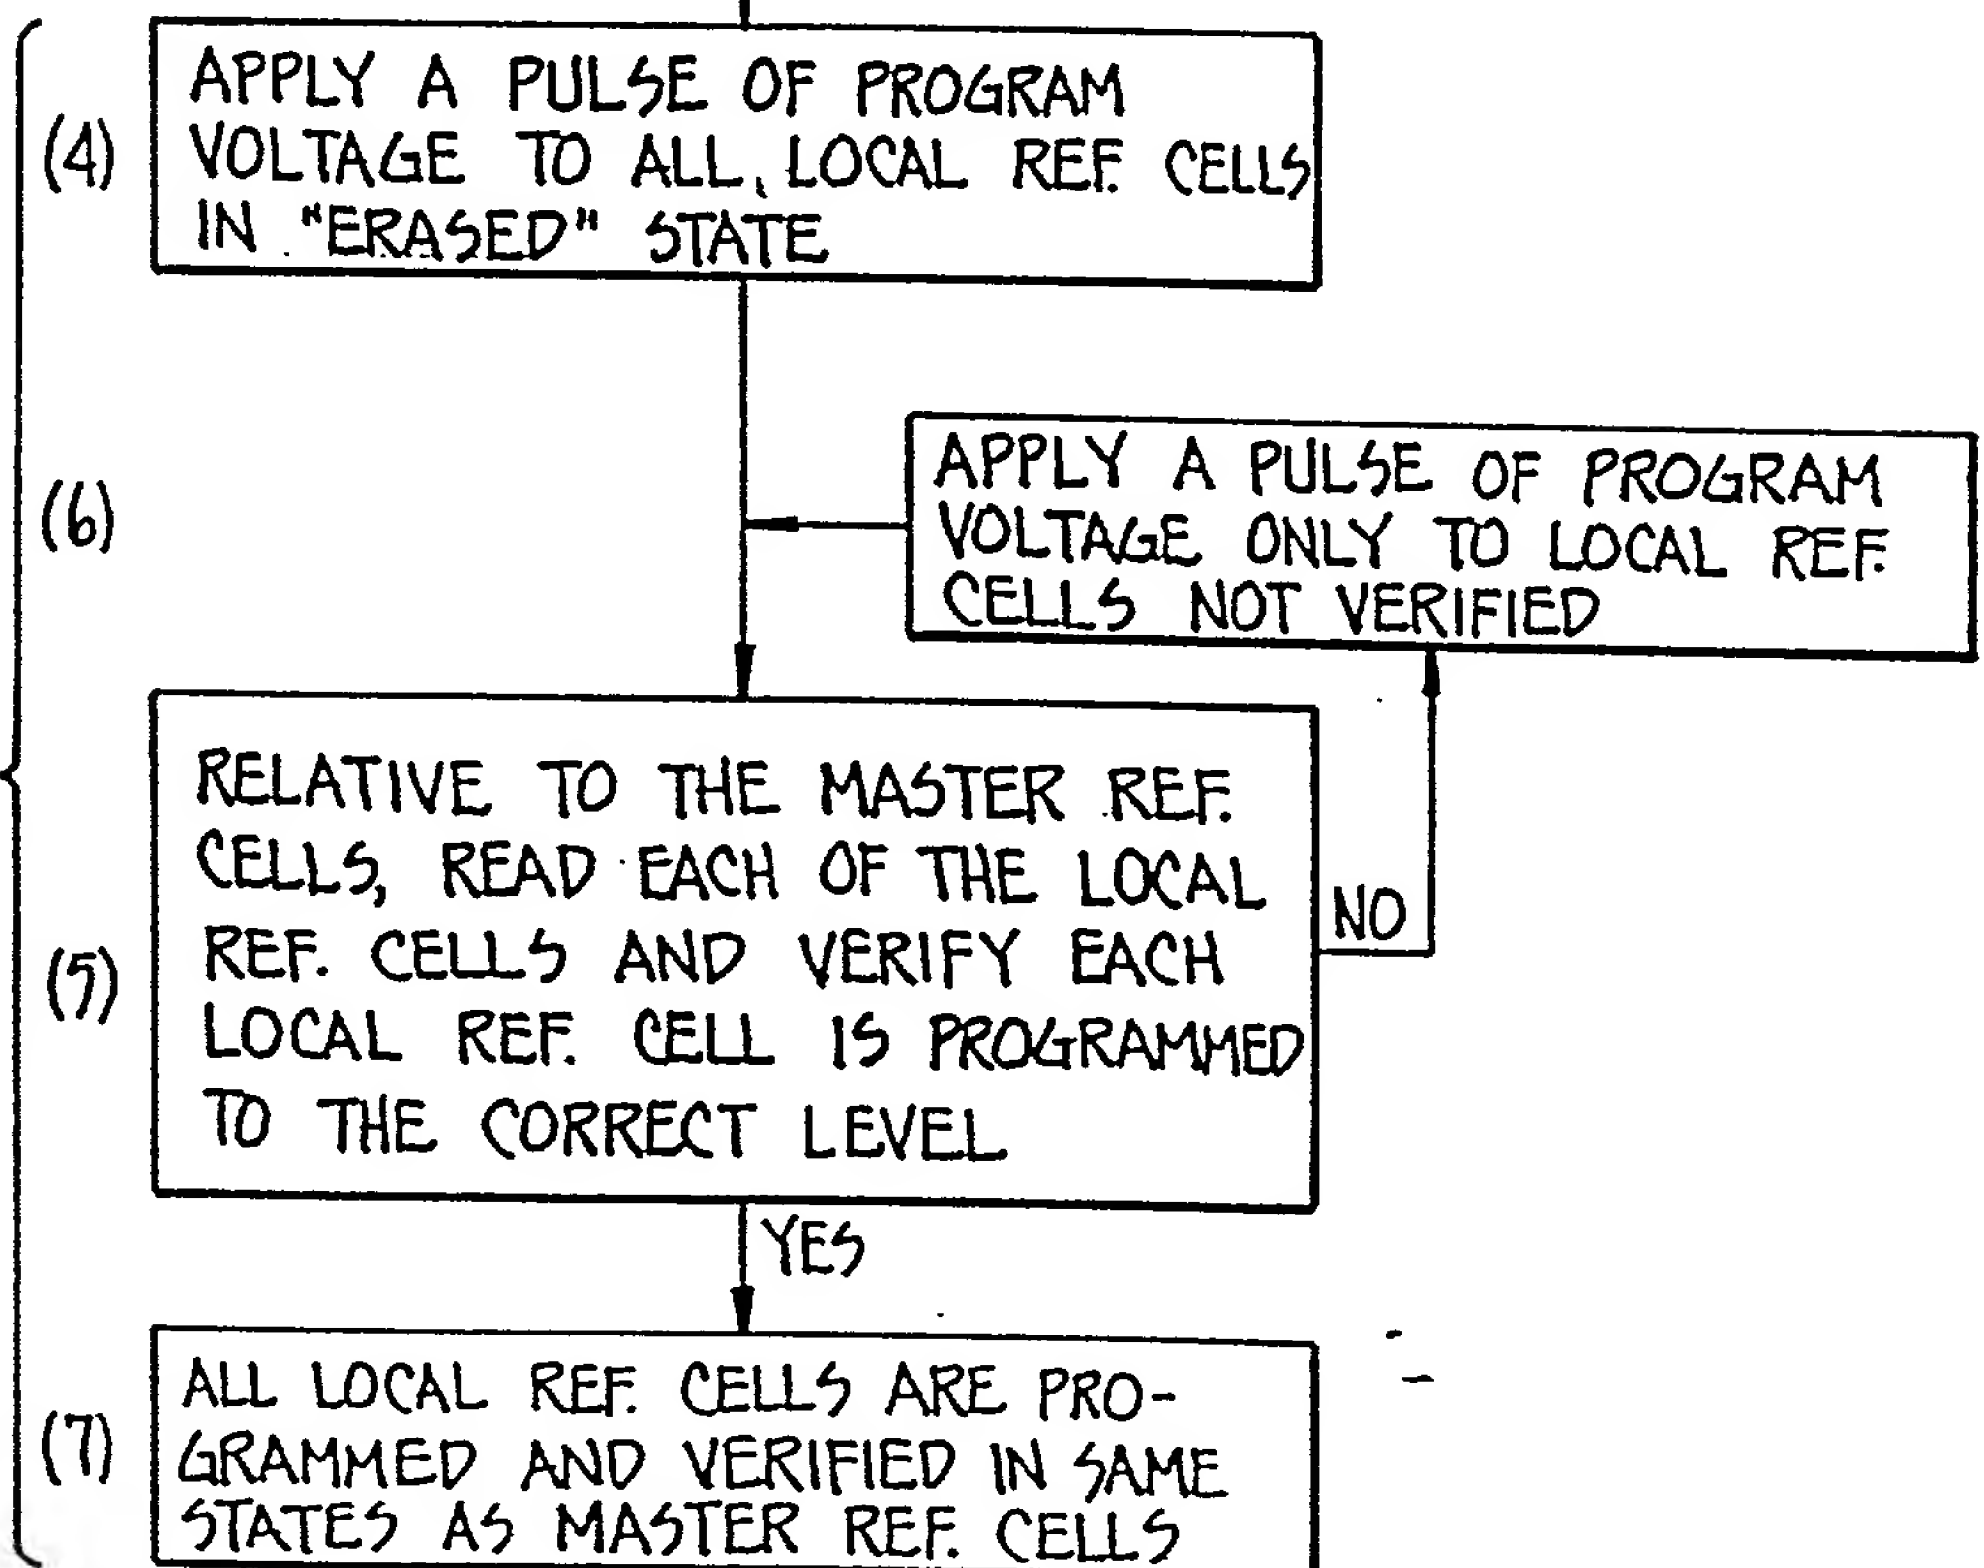 (4)
APPLY A PULSE OF PROGRAM
VOLTAGE TO ALL LOCAL REF. CELLS
IN "ERASED" STATE
(6)
APPLY A PULSE OF PROGRAM
VOLTAGE ONLY TO LOCAL REF.
CELLS NOT VERIFIED
(5)
RELATIVE TO THE MASTER REF.
CELLS, READ EACH OF THE LOCAL
REF. CELLS AND VERIFY EACH
LOCAL REF. CELL IS PROGRAMMED
TO THE CORRECT LEVEL
NO
YES
(7)
ALL LOCAL REF. CELLS ARE PRO-
GRAMMED AND VERIFIED IN SAME
STATES AS MASTER REF. CELLS